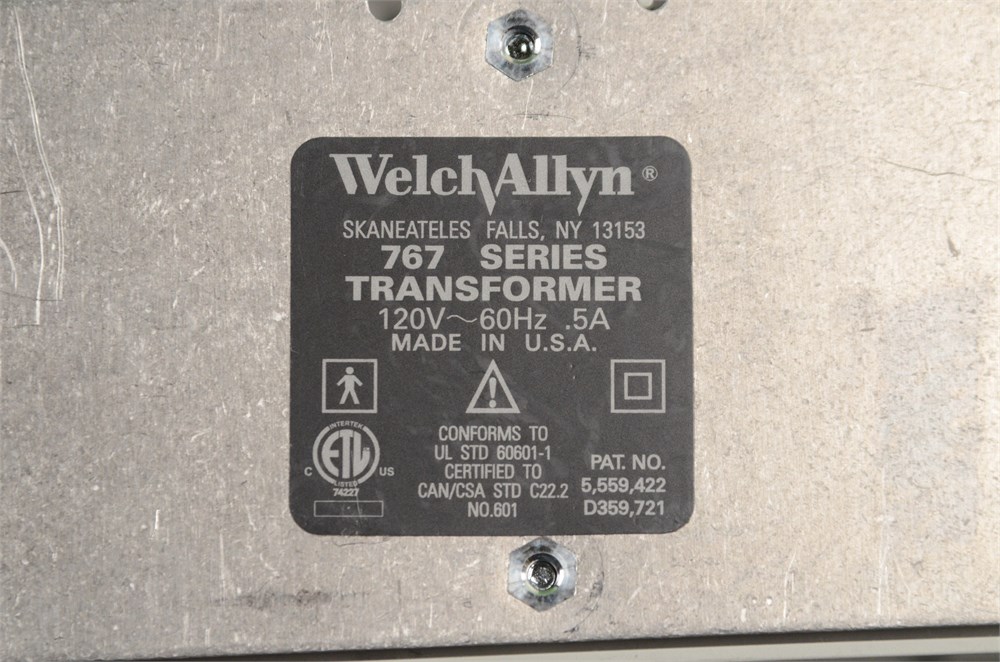 WelchAllyn®
SKANEATELES FALLS, NY 13153
767 SERIES
TRANSFORMER
120V~60Hz .5A
MADE IN U.S.A.
INTERTEK
ETL
C US
LISTED
74227
CONFORMS TO
UL STD 60601-1
CERTIFIED TO
CAN/CSA STD C22.2
NO.601
PAT. NO.
5,559,422
D359,721